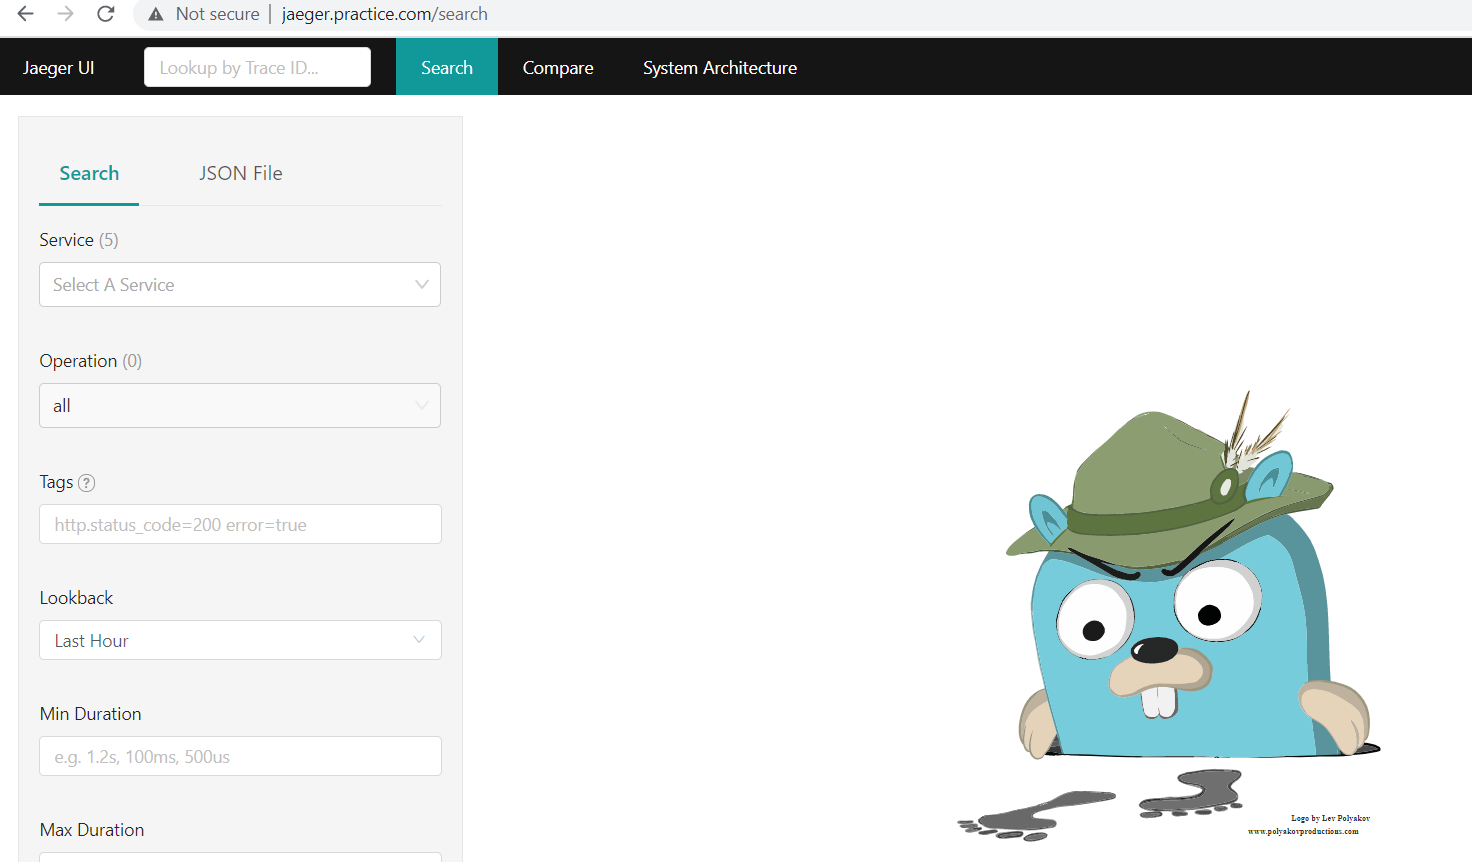 Not secure | jaeger.practice.com/search
Jaeger UI Lookup by Trace ID... Search Compare System Architecture
Search JSON File
Service (5)
Select A Service
Operation (0)
all
Tags ?
http.status_code=200 error=true
Lookback
Last Hour
Min Duration
e.g. 1.2s, 100ms, 500us
Max Duration
Logo by Lev Polyakov
www.polyakovproductions.com